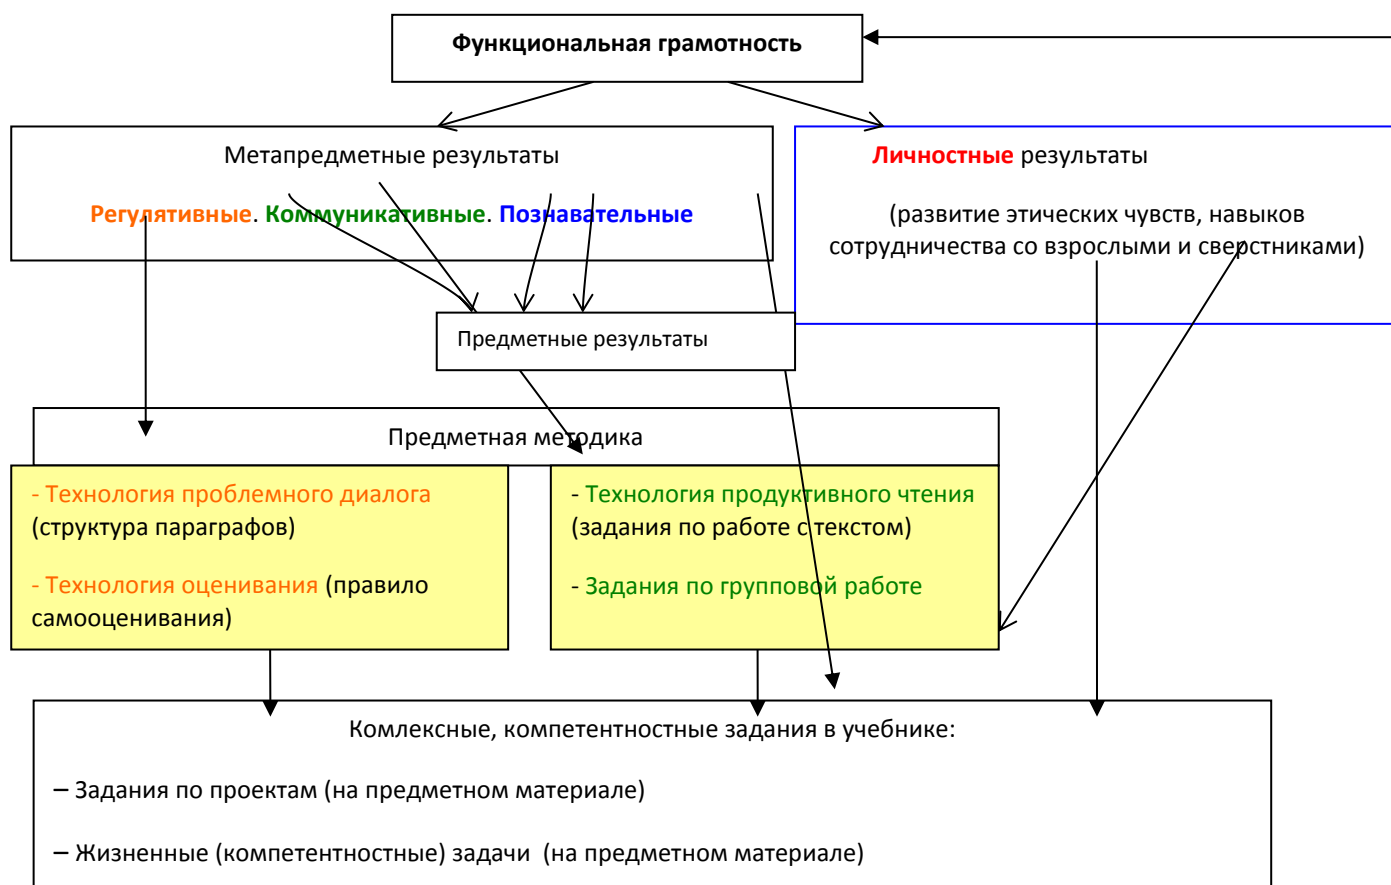 Функциональная грамотность
Метапредметные результаты
Регулятивные. Коммуникативные. Познавательные
Личностные результаты
(развитие этических чувств, навыков
сотрудничества со взрослыми и сверстниками)
Предметные результаты
Предметная методика
- Технология проблемного диалога
(структура параграфов)
- Технология оценивания (правило
самооценивания)
- Технология продуктивного чтения
(задания по работе с текстом)
- Задания по групповой работе
Комлексные, компетентностные задания в учебнике:
– Задания по проектам (на предметном материале)
– Жизненные (компетентностные) задачи (на предметном материале)